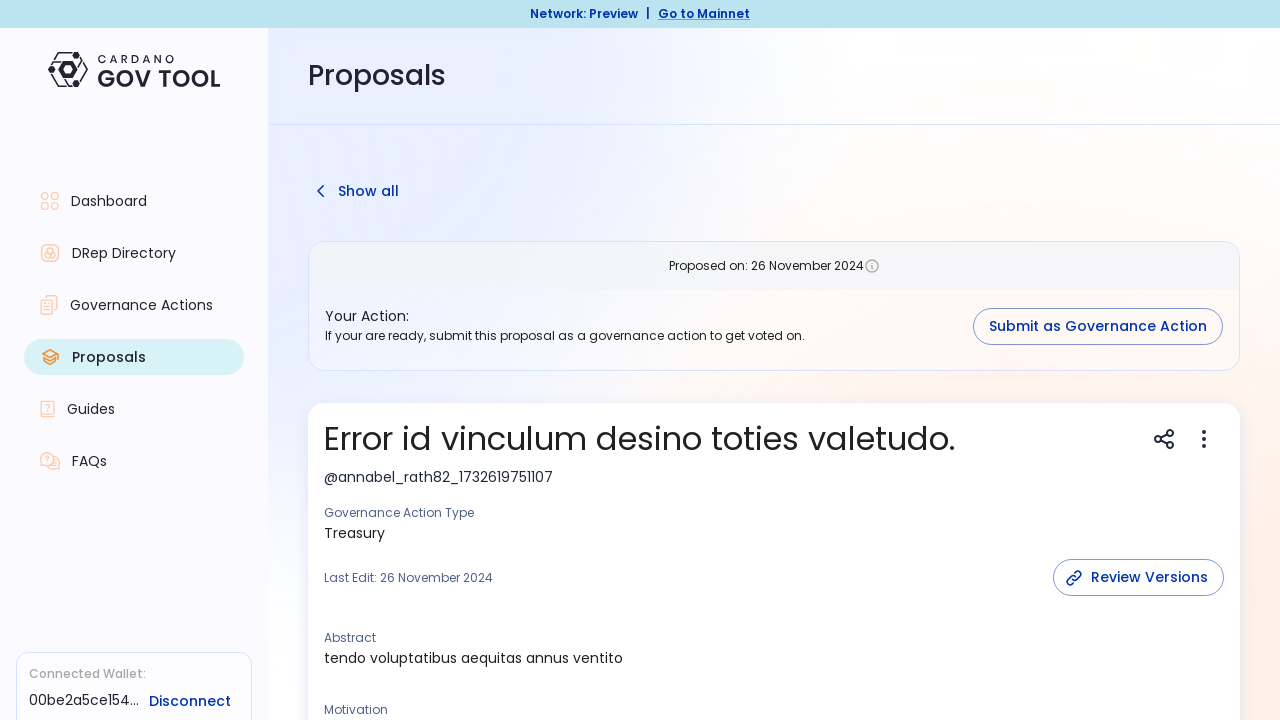 Network: Preview | Go to Mainnet
CARDANO
GOV TOOL
Proposals
Dashboard
DRep Directory
Governance Actions
Proposals
Guides
FAQs
Connected Wallet:
00be2a5ce154... Disconnect
Show all
Proposed on: 26 November 2024
Your Action:
If you are ready, submit this proposal as a governance action to get voted on.
Submit as Governance Action
Error id vinculum desino toties valetudo.
@annabel_rath82_1732619751107
Governance Action Type
Treasury
Last Edit: 26 November 2024
Review Versions
Abstract
tendo voluptatibus aequitas annus ventito
Motivation